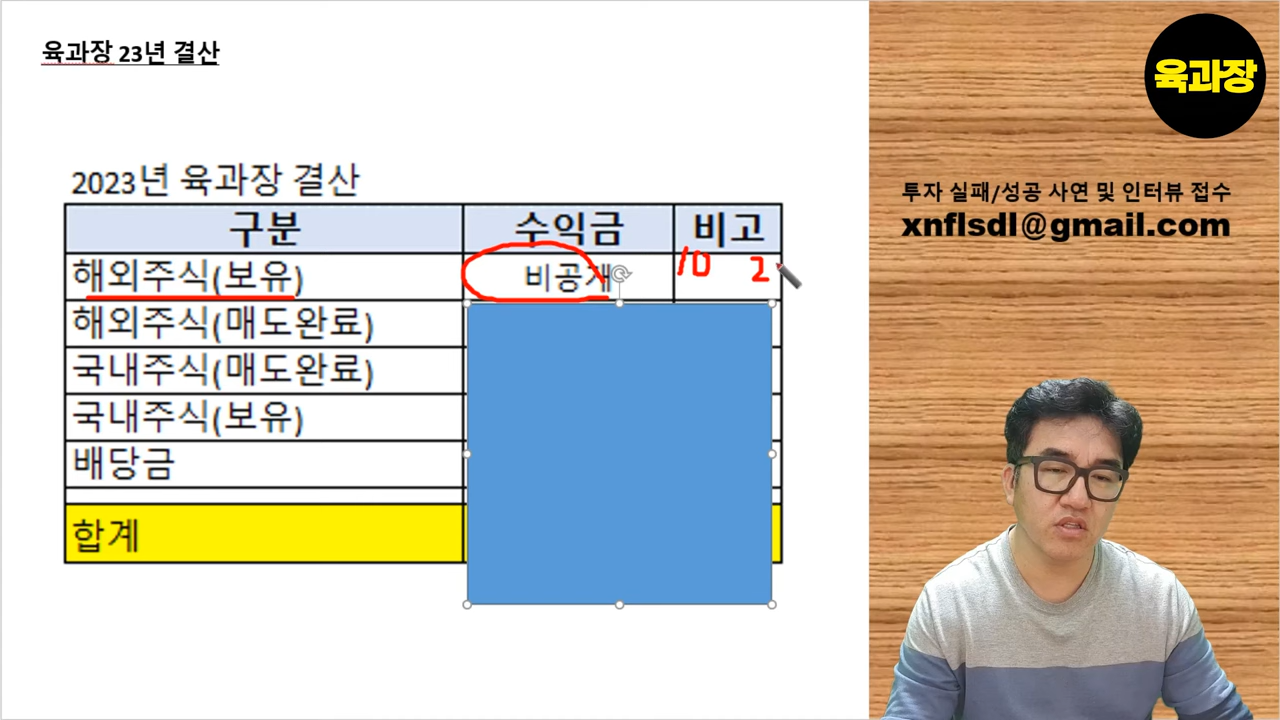 육과장 23년 결산
육과장
투자 실패/성공 사연 및 인터뷰 접수
xnflsdl@gmail.com
2023년 육과장 결산
구분 수익금 비고
해외주식(보유) 비공개 10 2
해외주식(매도완료)
국내주식(매도완료)
국내주식(보유)
배당금
합계